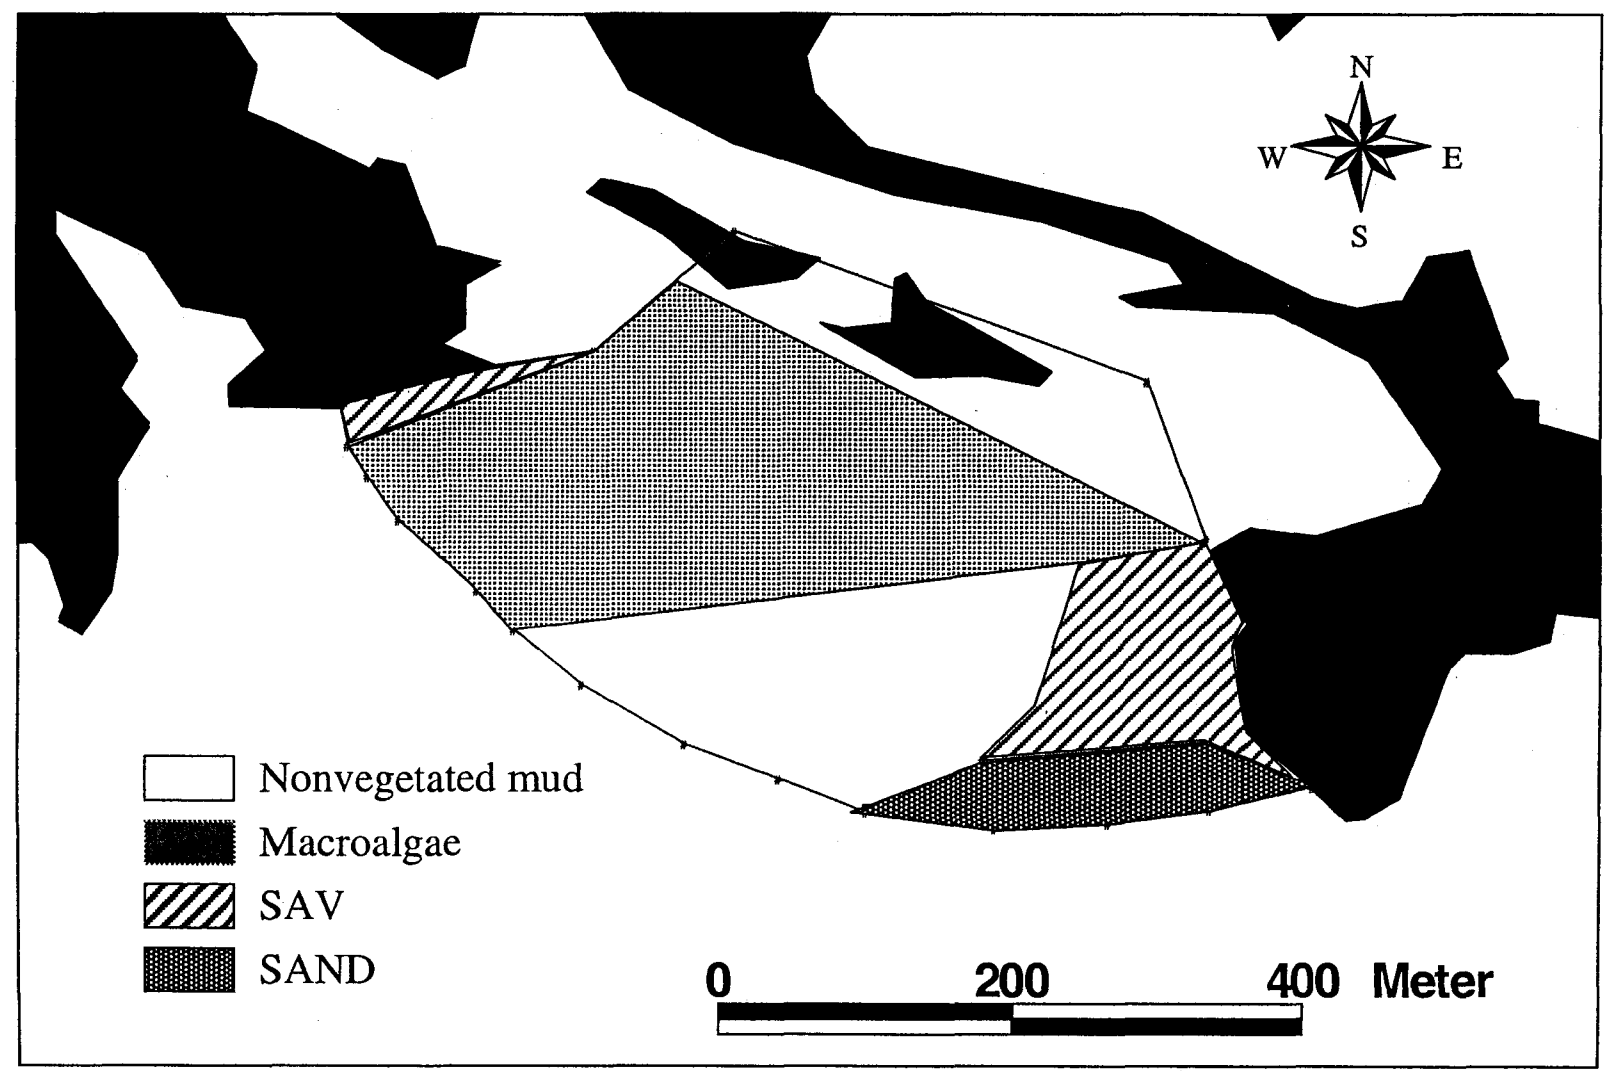 N
W E
S
Nonvegetated mud
Macroalgae
SAV
SAND
0 200 400 Meter